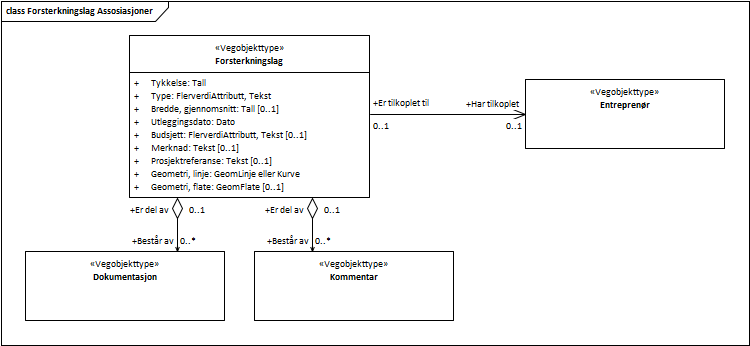 class Forsterkningslag Assosiasjoner
«Vegobjekttype»
Forsterkningslag
+ Tykkelse: Tall
+ Type: FlerverdiAttributt, Tekst
+ Bredde, gjennomsnitt: Tall [0..1]
+ Utleggingsdato: Dato
+ Budsjett: FlerverdiAttributt, Tekst [0..1]
+ Merknad: Tekst [0..1]
+ Prosjektreferanse: Tekst [0..1]
+ Geometri, linje: GeomLinje eller Kurve
+ Geometri, flate: GeomFlate [0..1]
+Er tilkoplet til +Har tilkoplet
0..1 0..1
«Vegobjekttype»
Entreprenør
+Er del av 0..1 +Er del av 0..1
+Består av 0..* +Består av 0..*
«Vegobjekttype»
Dokumentasjon
«Vegobjekttype»
Kommentar